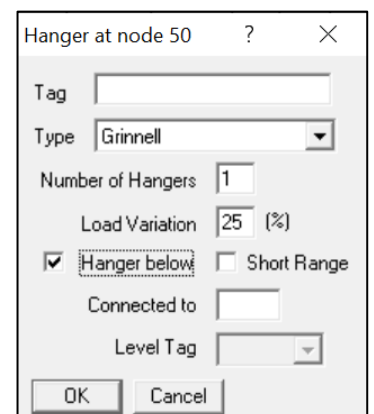 Hanger at node 50 ? ×
Tag
Type Grinnell
Number of Hangers 1
Load Variation 25 (%)
Hanger below Short Range
Connected to
Level Tag
OK Cancel